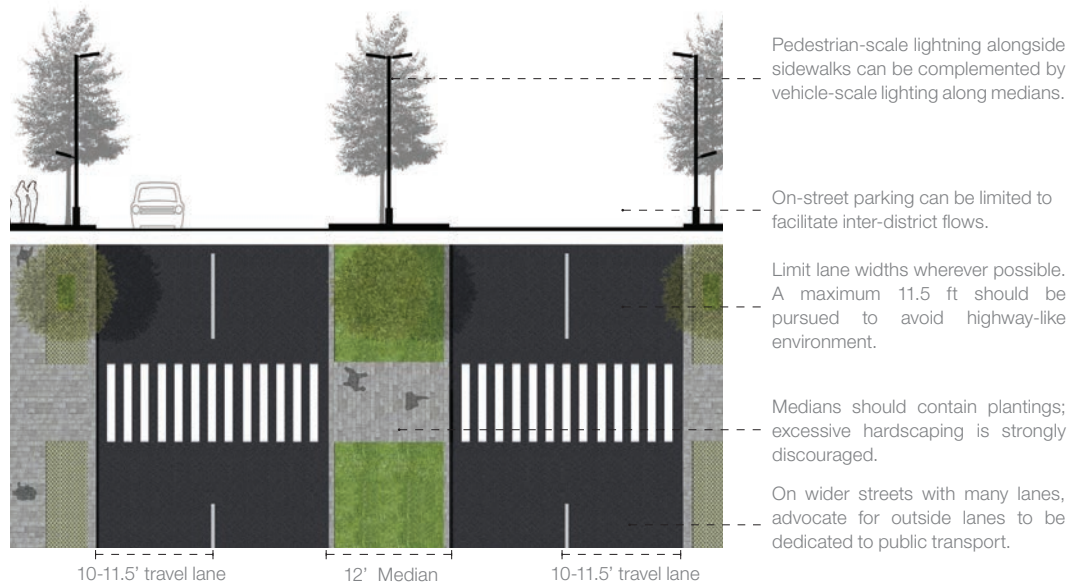 Pedestrian-scale lightning alongside
sidewalks can be complemented by
vehicle-scale lighting along medians.
On-street parking can be limited to
facilitate inter-district flows.
Limit lane widths wherever possible.
A maximum 11.5 ft should be
pursued to avoid highway-like
environment.
Medians should contain plantings;
excessive hardscaping is strongly
discouraged.
On wider streets with many lanes,
advocate for outside lanes to be
dedicated to public transport.
10-11.5' travel lane
12' Median
10-11.5' travel lane